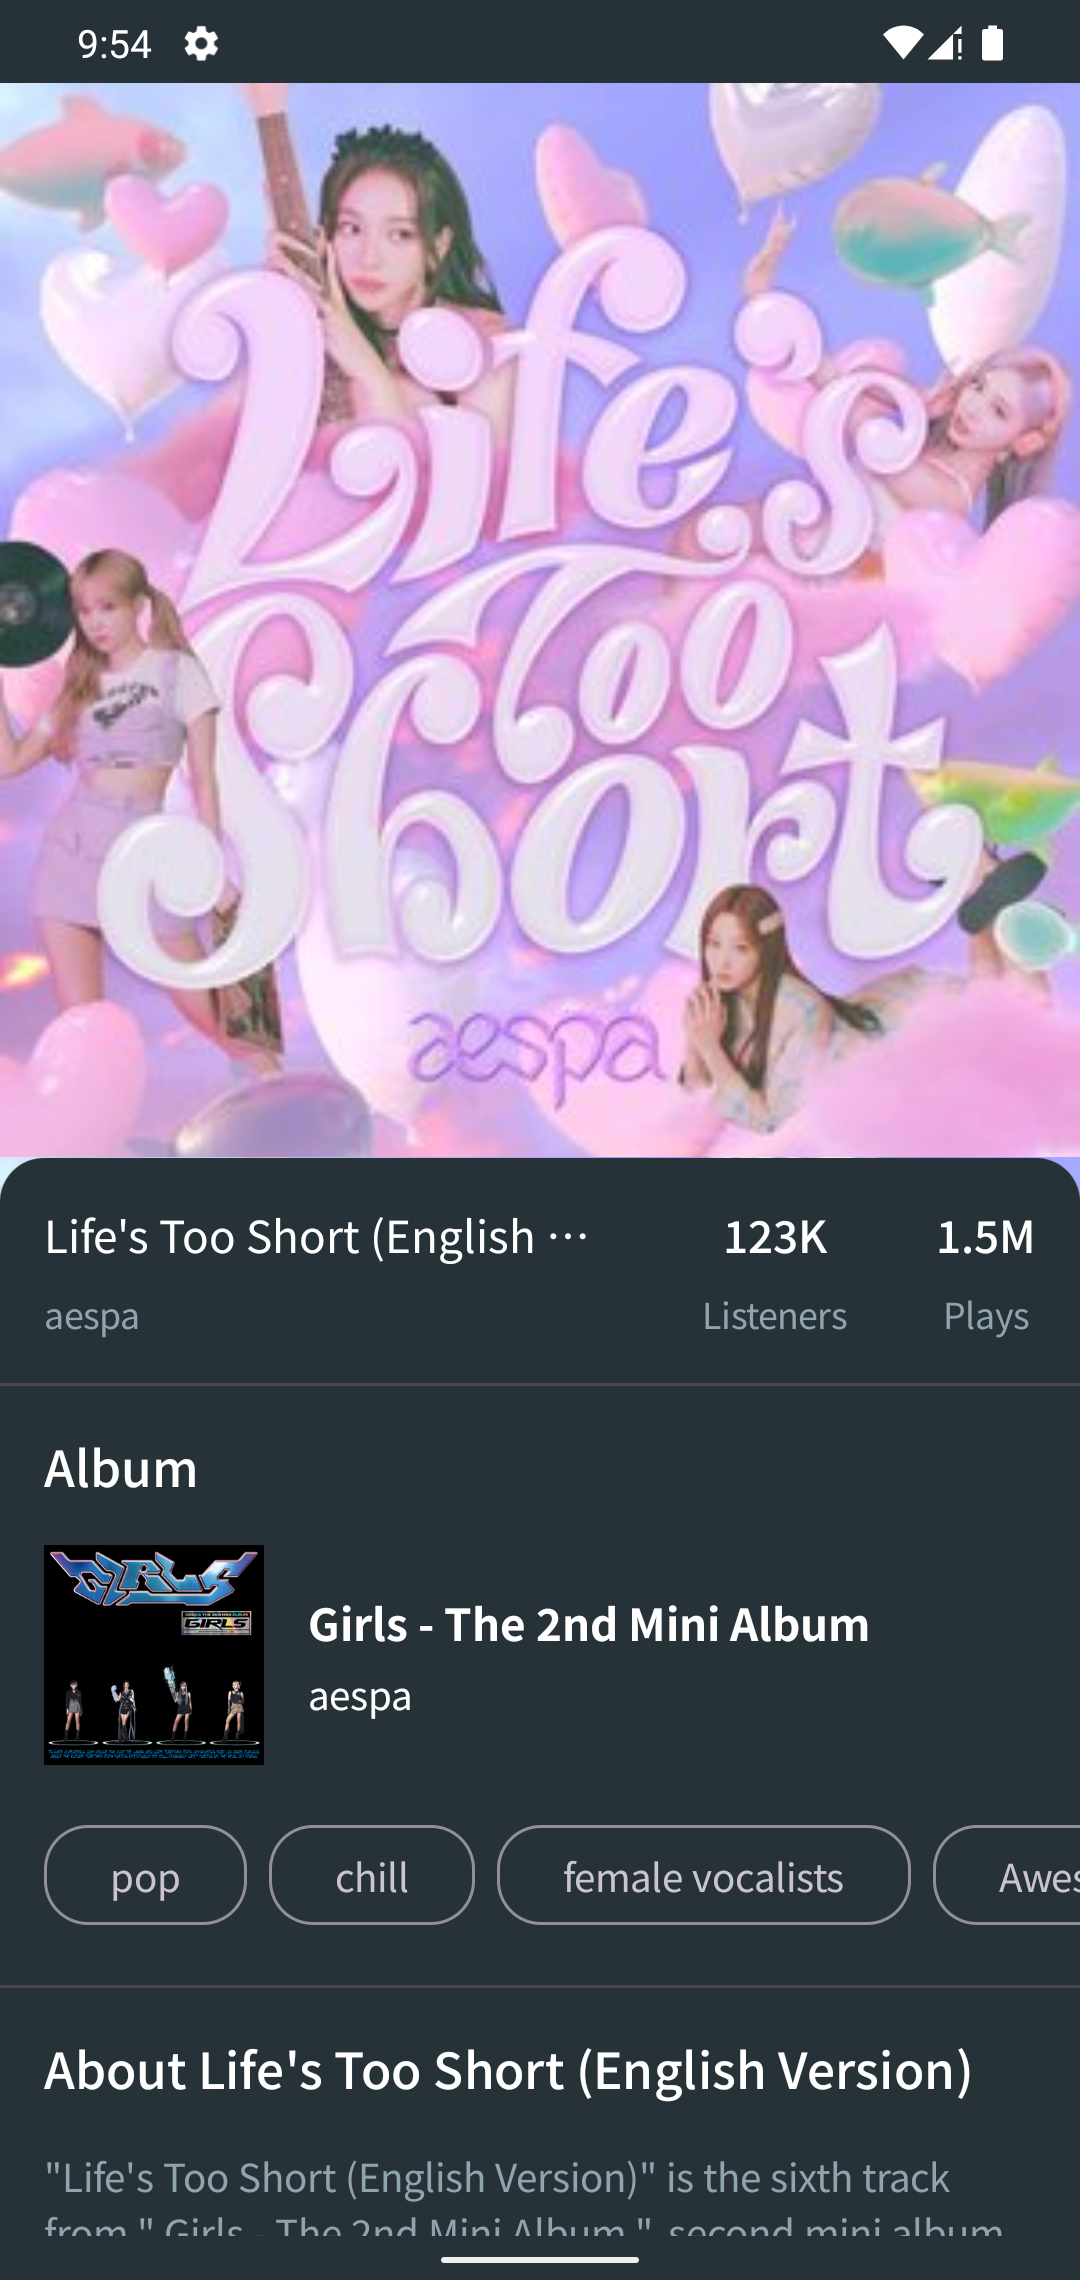 9:54
Life's
Too
Short
aespa
Life's Too Short (English ⋯
123K
1.5M
aespa
Listeners
Plays
Album
GIRLS
GIRLS
Girls - The 2nd Mini Album
aespa
pop
chill
female vocalists
Awes
About Life's Too Short (English Version)
"Life's Too Short (English Version)" is the sixth track
from " Girls - The 2nd Mini Album ", second mini album